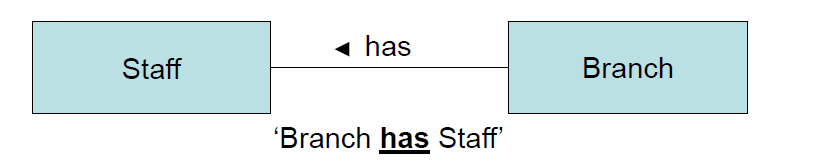 ◄ has
Staff
Branch
‘Branch has Staff’